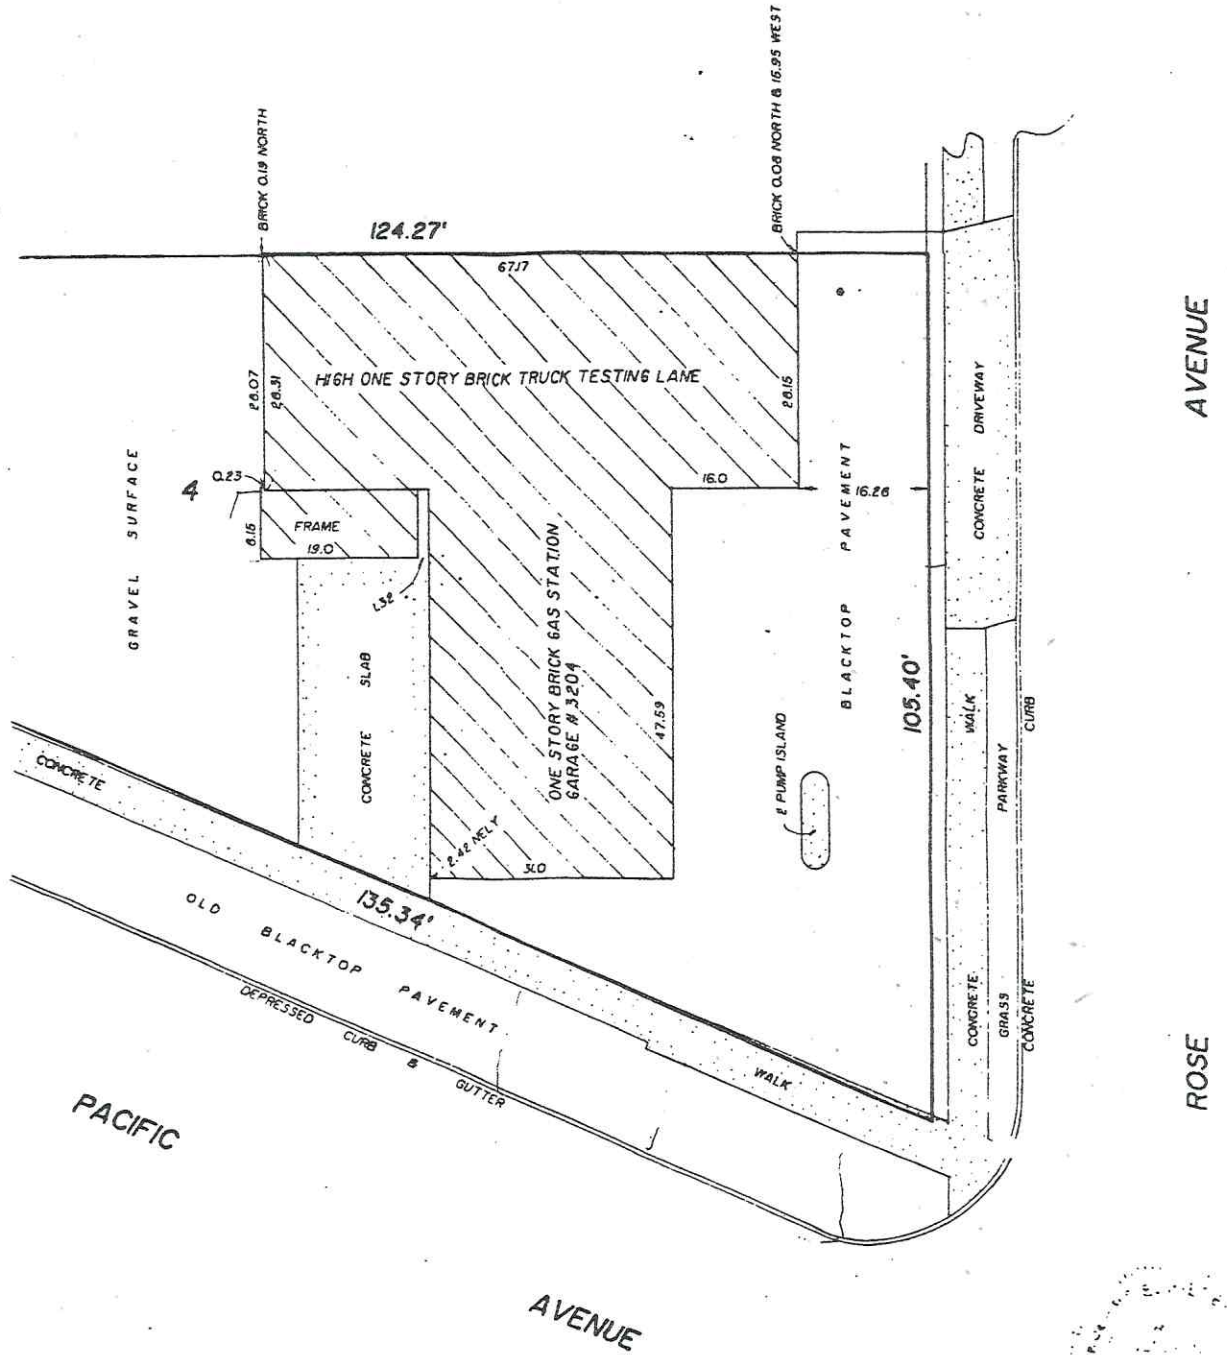 BRICK 0.19 NORTH
BRICK 0.08 NORTH & 16.95 WEST
124.27'
67.17
HIGH ONE STORY BRICK TRUCK TESTING LANE
28.07
28.31
28.15
AVENUE
CONCRETE DRIVEWAY
GRAVEL SURFACE
4
0.23
16.0
16.26
8.15
FRAME
19.0
1.32
BLACKTOP PAVEMENT
ONE STORY BRICK GAS STATION
GARAGE # 3204
CONCRETE SLAB
47.59
105.40'
2 PUMP ISLAND
WALK
PARKWAY
CURB
CONCRETE
2.42 NELY
31.0
135.34'
OLD BLACKTOP PAVEMENT
DEPRESSED CURB & GUTTER
WALK
CONCRETE
GRASS
CONCRETE
ROSE
PACIFIC
AVENUE